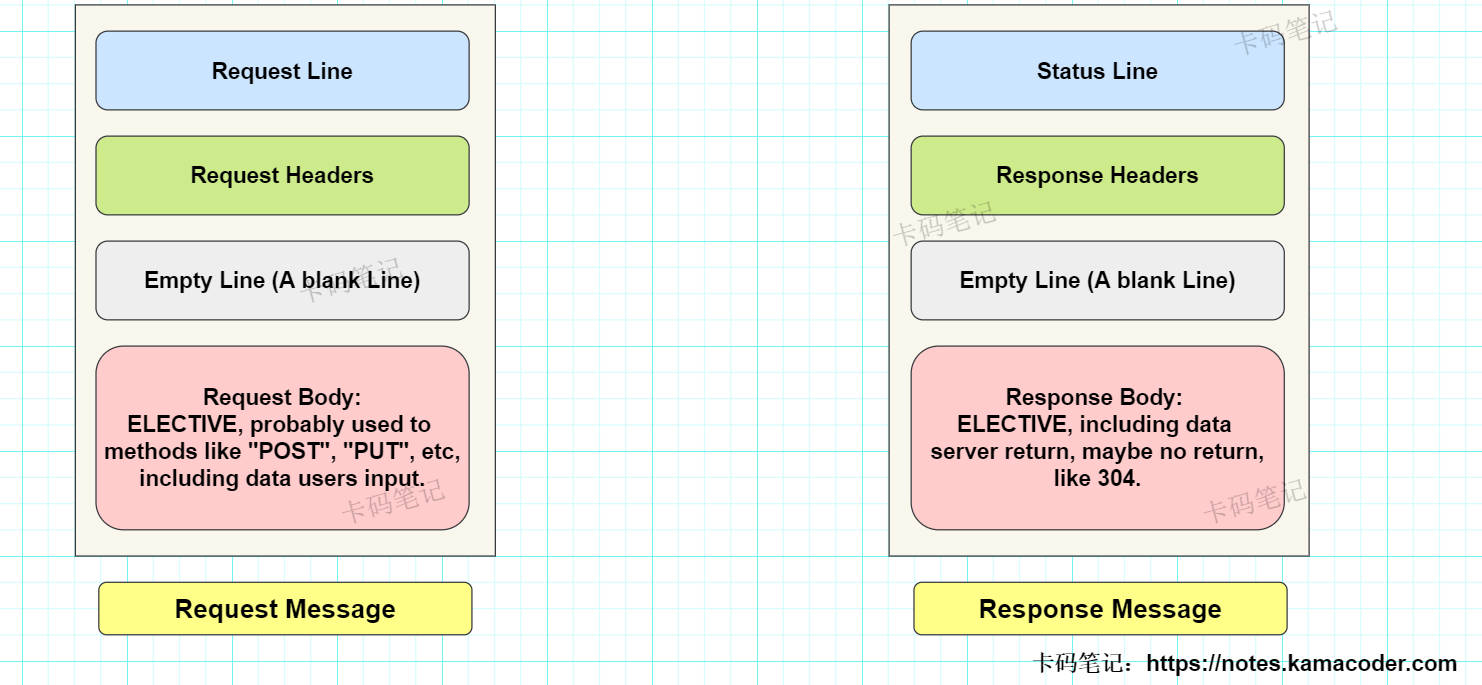 Request Line
Request Headers
Empty Line (A blank Line)
Request Body:
ELECTIVE, probably used to
methods like "POST", "PUT", etc,
including data users input.
Request Message
Status Line
Response Headers
Empty Line (A blank Line)
Response Body:
ELECTIVE, including data
server return, maybe no return,
like 304.
Response Message
卡码笔记
卡码笔记
卡码笔记
卡码笔记
卡码笔记
卡码笔记：https://notes.kamacoder.com